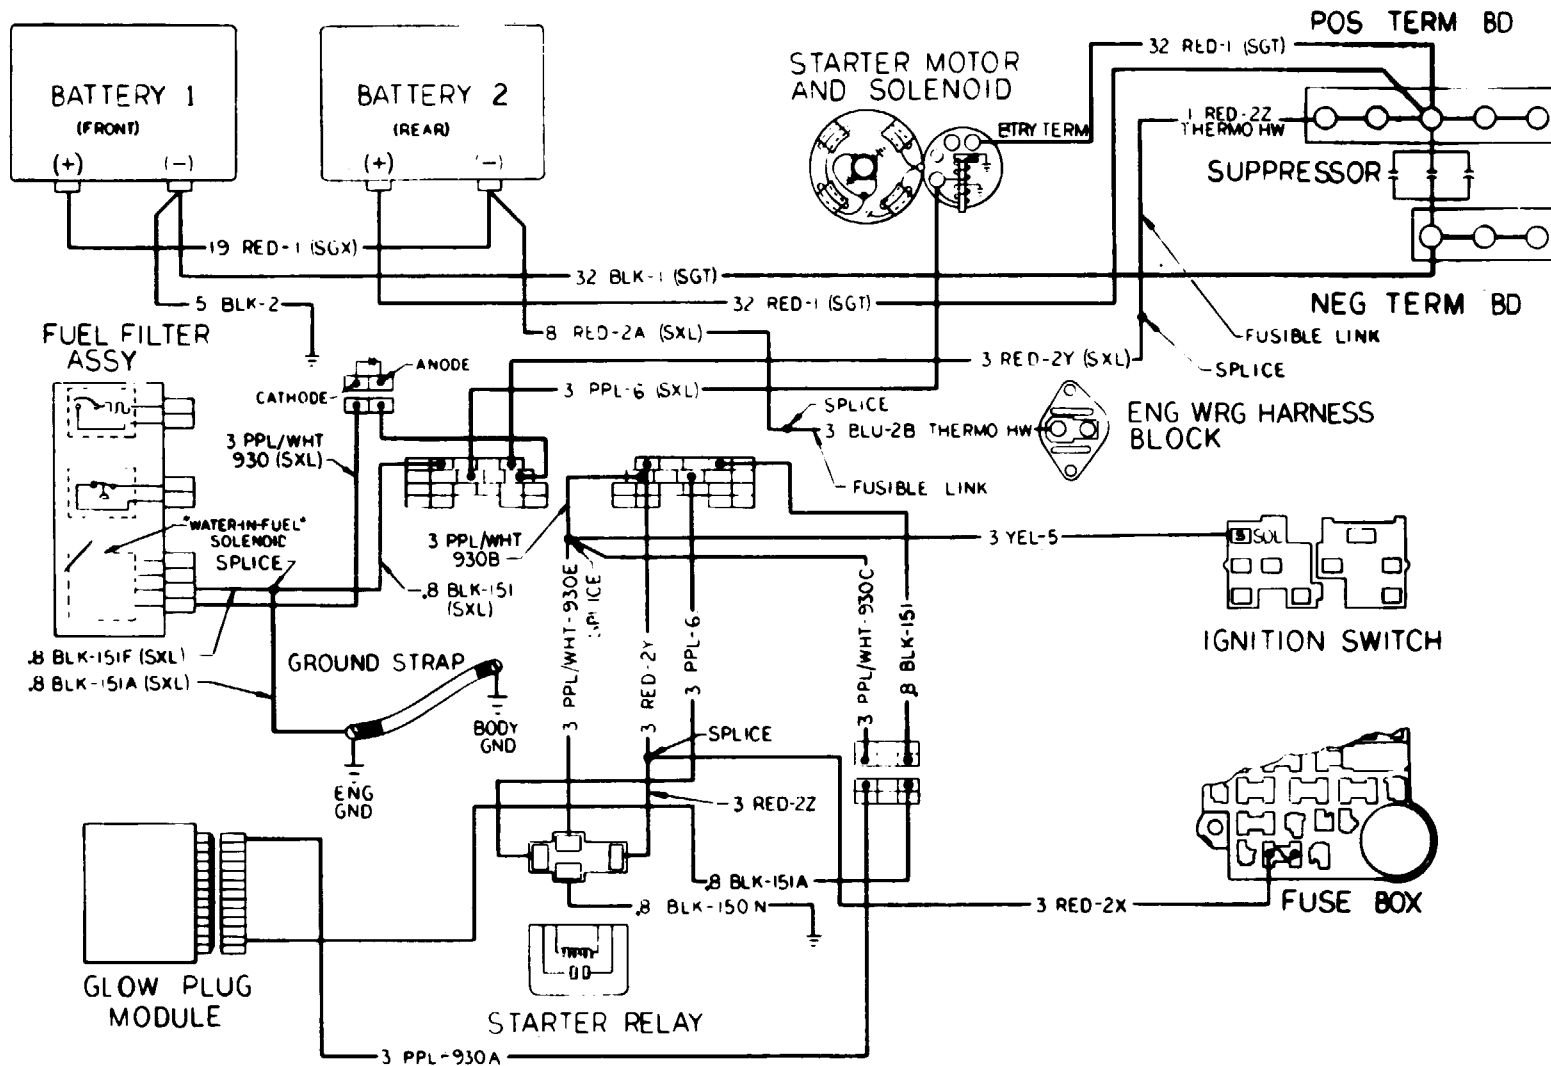 POS TERM BD
32 RED-1 (SGT)
STARTER MOTOR
AND SOLENOID
BATTERY 1
(FRONT)
(+)
(-)
BATTERY 2
(REAR)
(+)
(-)
BTRY TERM
1 RED-2Z
THERMO HW
SUPPRESSOR
19 RED-1 (SGX)
32 BLK-1 (SGT)
5 BLK-2
32 RED-1 (SGT)
NEG TERM BD
FUEL FILTER
ASSY
8 RED-2A (SXL)
FUSIBLE LINK
3 RED-2Y (SXL)
SPLICE
ANODE
CATHODE
3 PPL-6 (SXL)
SPLICE
3 BLU-2B THERMO HW
ENG WRG HARNESS
BLOCK
3 PPL/WHT
930 (SXL)
FUSIBLE LINK
"WATER-IN-FUEL"
SOLENOID
SPLICE
3 PPL/WHT
930B
3 YEL-5
S
SOL
.8 BLK-151
(SXL)
SPLICE
3 PPL/WHT-930E
3 RED-2Y
3 PPL-6
3 PPL/WHT-930C
.8 BLK-151
IGNITION SWITCH
.8 BLK-151F (SXL)
.8 BLK-151A (SXL)
GROUND STRAP
BODY
GND
SPLICE
ENG
GND
3 RED-2Z
.8 BLK-151A
.8 BLK-150 N
3 RED-2X
FUSE BOX
GLOW PLUG
MODULE
STARTER RELAY
3 PPL-930A